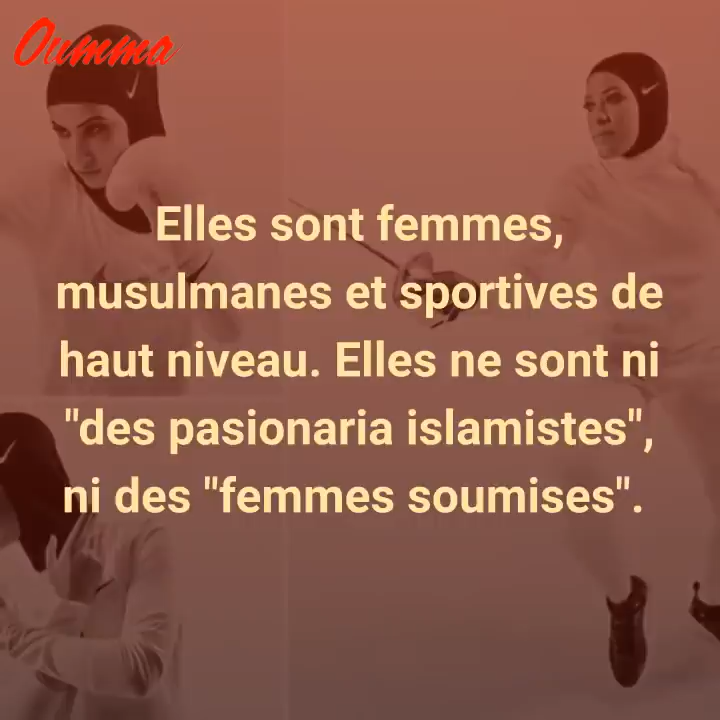 Oumma
Elles sont femmes,
musulmanes et sportives de
haut niveau. Elles ne sont ni
"des pasionaria islamistes",
ni des "femmes soumises".